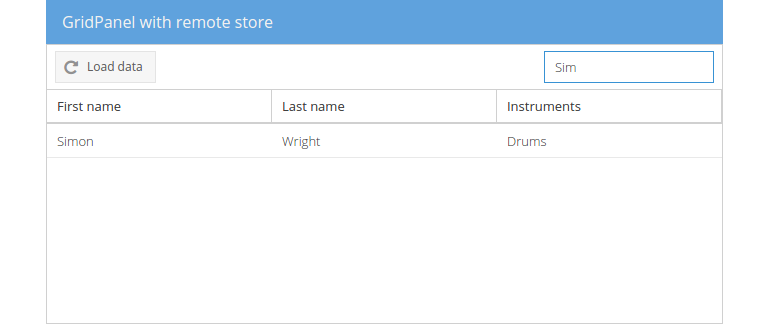 GridPanel with remote store
Load data
Sim
First name Last name Instruments
Simon Wright Drums